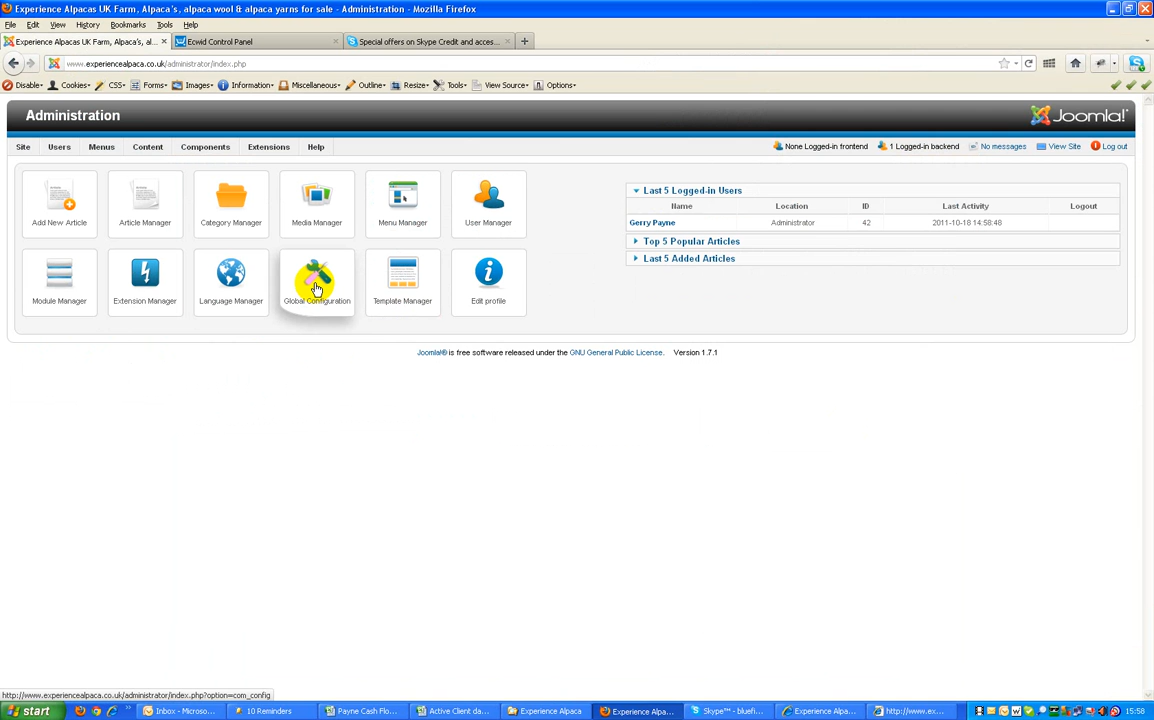 Experience Alpacas UK Farm, Alpaca's, alpaca wool & alpaca yarns for sale - Administration - Mozilla Firefox
File Edit View History Bookmarks Tools Help
Experience Alpacas UK Farm, Alpaca's, al... Ecwid Control Panel Special offers on Skype Credit and acces...
www.experiencealpaca.co.uk/administrator/index.php
Disable Cookies CSS Forms Images Information Miscellaneous Outline Resize Tools View Source Options
Administration Joomla!
Site Users Menus Content Components Extensions Help None Logged-in frontend 1 Logged-in backend No messages View Site Log out
Add New Article Article Manager Category Manager Media Manager Menu Manager User Manager
Module Manager Extension Manager Language Manager Global Configuration Template Manager Edit profile
Last 5 Logged-in Users
Name Location ID Last Activity Logout
Gerry Payne Administrator 42 2011-10-18 14:58:48
Top 5 Popular Articles
Last 5 Added Articles
Joomla!® is free software released under the GNU General Public License. Version 1.7.1
http://www.experiencealpaca.co.uk/administrator/index.php?option=com_config
start Inbox - Microso... 10 Reminders Payne Cash Flo... Active Client da... Experience Alpaca Experience Alpa... Skype™ - bluefi... Experience Alpa... http://www.ex... 15:58